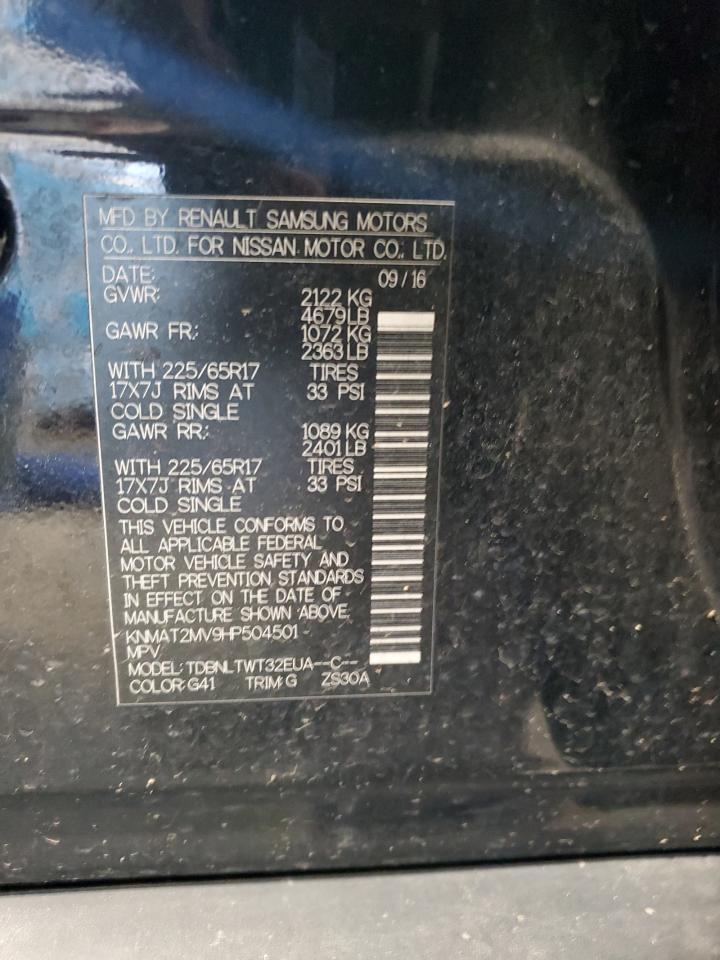 MFD BY RENAULT SAMSUNG MOTORS
CO., LTD. FOR NISSAN MOTOR CO., LTD.
DATE: 09/16
GVWR: 2122 KG
4679LB
GAWR FR: 1072 KG
2363LB
WITH 225/65R17 TIRES
17X7J RIMS AT 33 PSI
COLD SINGLE
GAWR RR: 1089 KG
2401LB
WITH 225/65R17 TIRES
17X7J RIMS AT 33 PSI
COLD SINGLE
THIS VEHICLE CONFORMS TO
ALL APPLICABLE FEDERAL
MOTOR VEHICLE SAFETY AND
THEFT PREVENTION STANDARDS
IN EFFECT ON THE DATE OF
MANUFACTURE SHOWN ABOVE.
KNMAT2MV9HP504501
MPV
MODEL: TDBNLTWT32EUA--C--
COLOR: G41 TRIM: G ZS30A